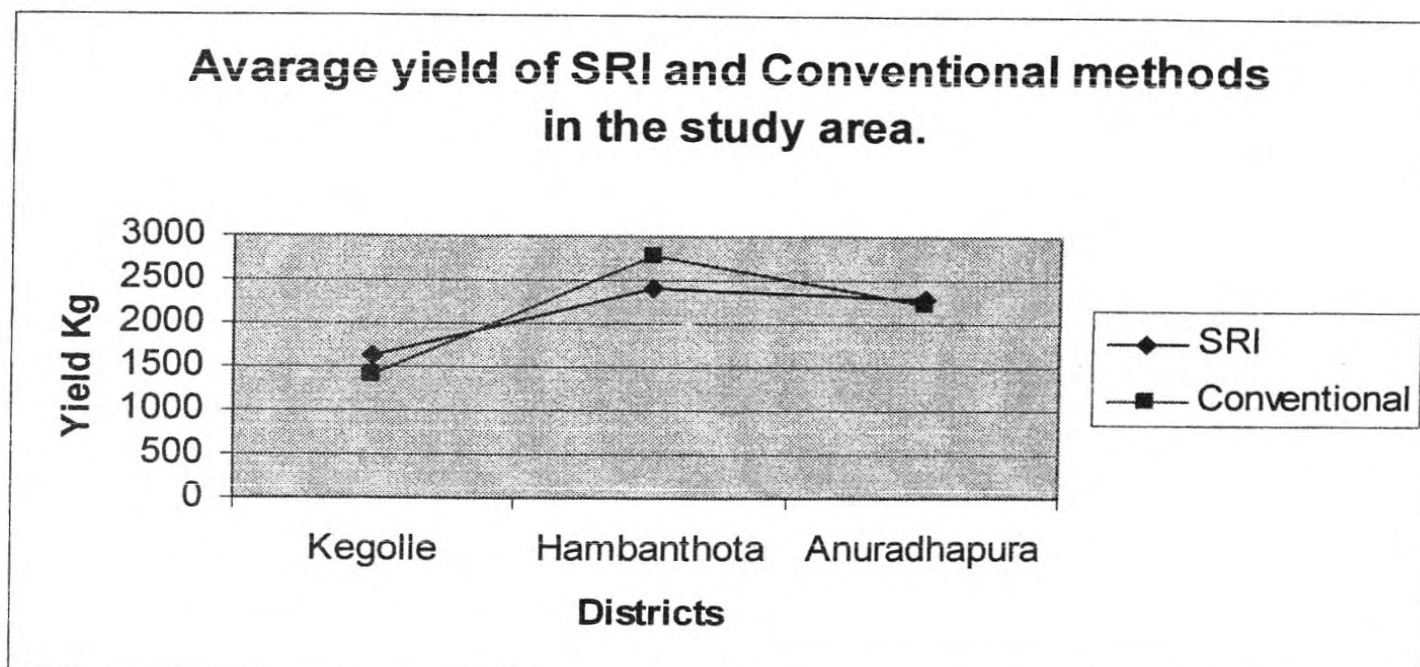 Avarage yield of SRI and Conventional methods
in the study area.
3000
2500
2000
1500
1000
500
0
Yield Kg
Kegolle Hambanthota Anuradhapura
Districts
SRI
Conventional